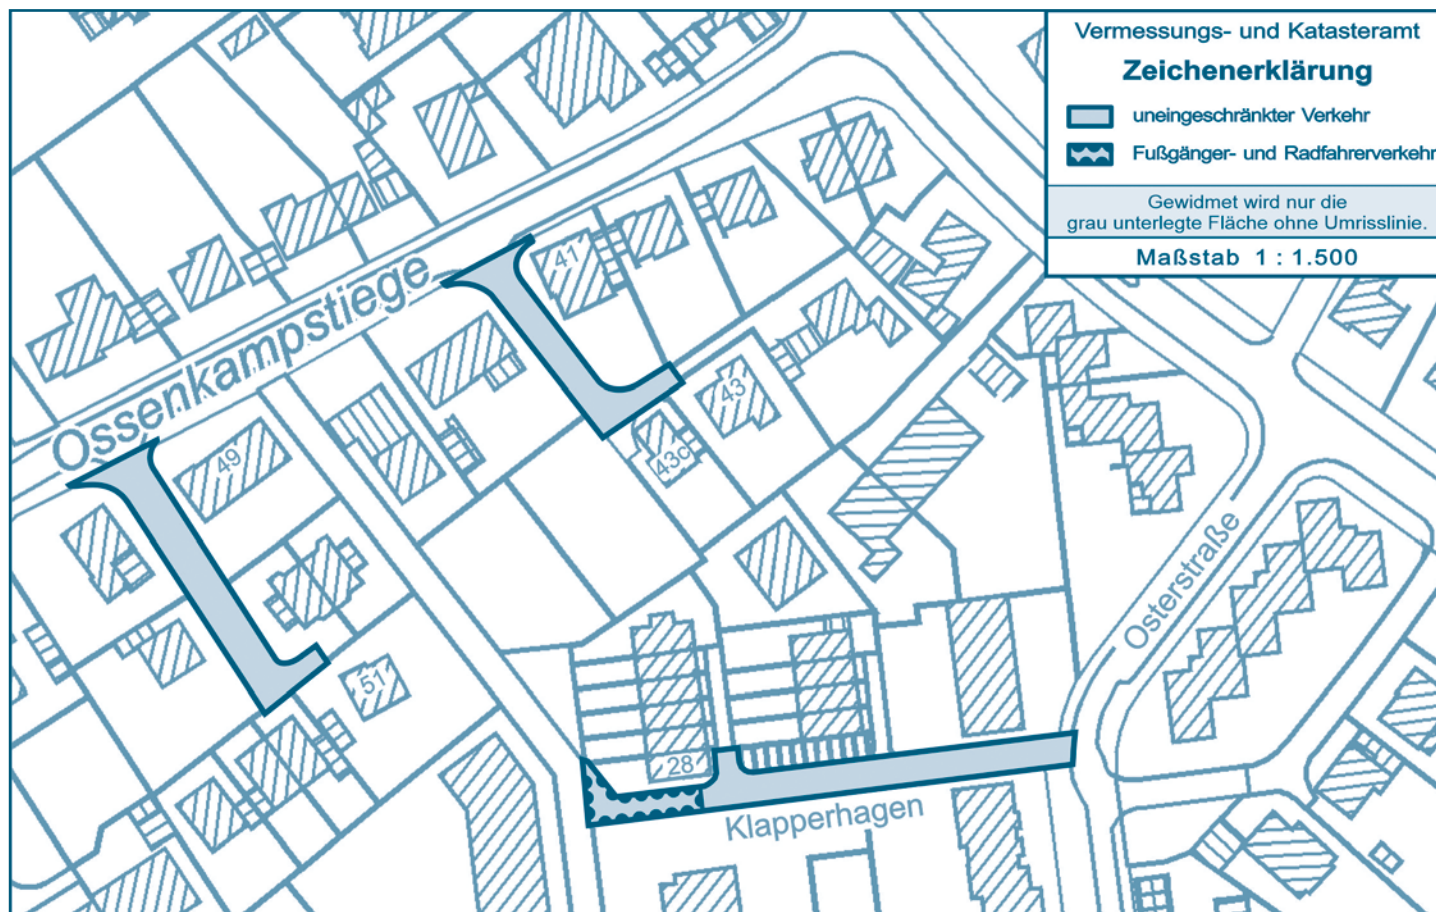 Vermessungs- und Katasteramt
Zeichenerklärung
uneingeschränkter Verkehr
Fußgänger- und Radfahrerverkehr
Gewidmet wird nur die
grau unterlegte Fläche ohne Umrisslinie.
Maßstab 1 : 1.500
Ossenkampstiege
41
43
43c
49
51
Osterstraße
28
Klapperhagen